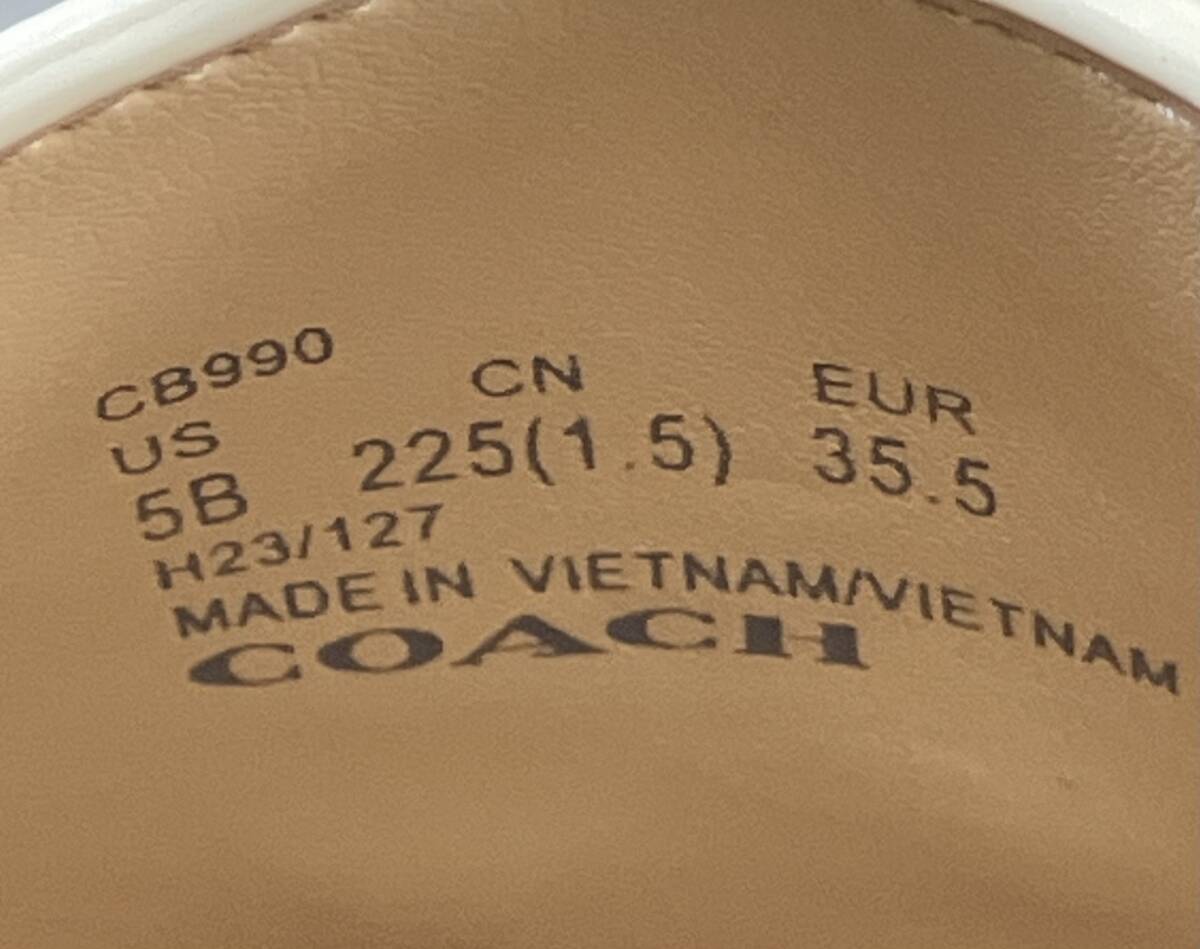 CB990
US CN EUR
5B 225(1.5) 35.5
H23/127
MADE IN VIETNAM/VIETNAM
COACH